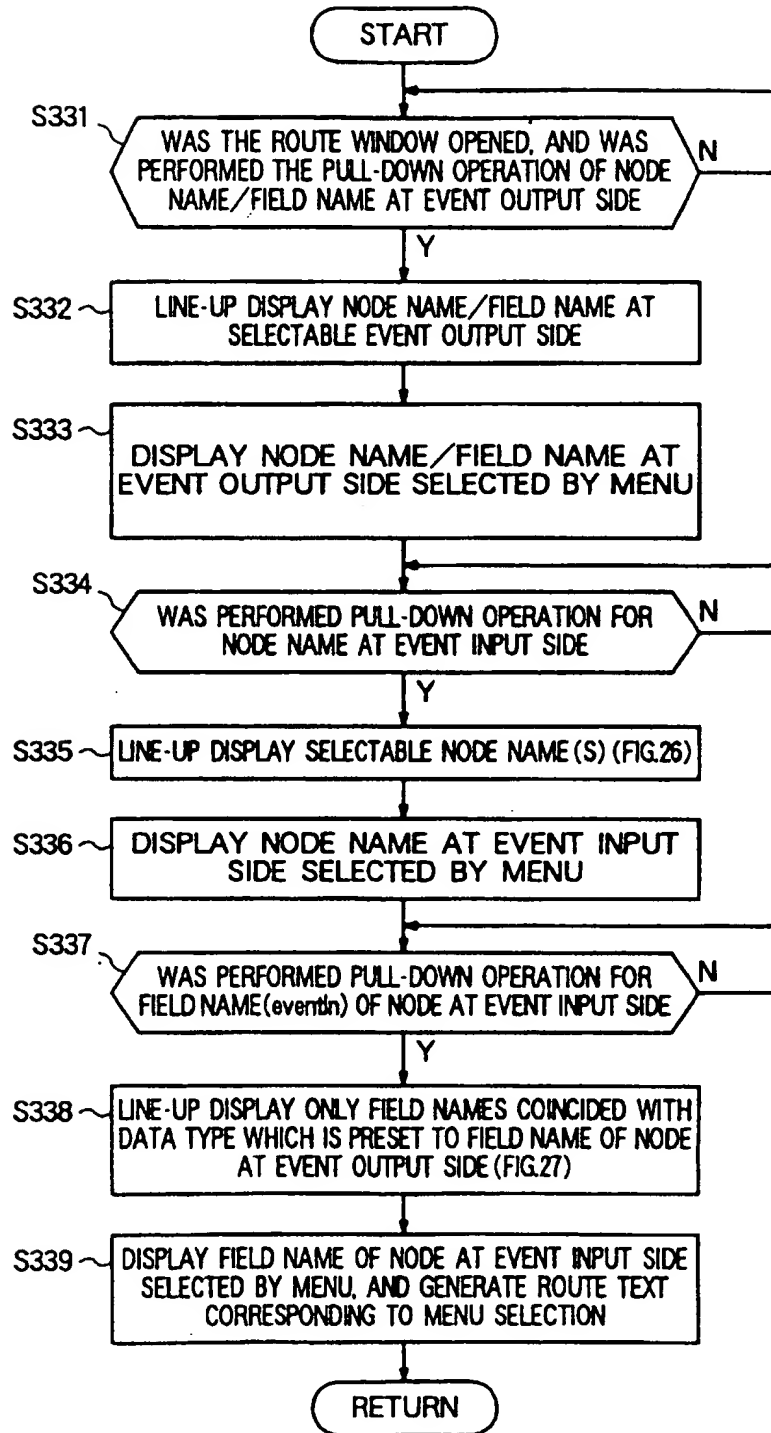 START
S331
WAS THE ROUTE WINDOW OPENED, AND WAS
PERFORMED THE PULL-DOWN OPERATION OF NODE
NAME/FIELD NAME AT EVENT OUTPUT SIDE
N
Y
S332
LINE-UP DISPLAY NODE NAME/FIELD NAME AT
SELECTABLE EVENT OUTPUT SIDE
S333
DISPLAY NODE NAME/FIELD NAME AT
EVENT OUTPUT SIDE SELECTED BY MENU
S334
WAS PERFORMED PULL-DOWN OPERATION FOR
NODE NAME AT EVENT INPUT SIDE
N
Y
S335
LINE-UP DISPLAY SELECTABLE NODE NAME(S) (FIG.26)
S336
DISPLAY NODE NAME AT EVENT INPUT
SIDE SELECTED BY MENU
S337
WAS PERFORMED PULL-DOWN OPERATION FOR
FIELD NAME(eventIn) OF NODE AT EVENT INPUT SIDE
N
Y
S338
LINE-UP DISPLAY ONLY FIELD NAMES COINCIDED WITH
DATA TYPE WHICH IS PRESET TO FIELD NAME OF NODE
AT EVENT OUTPUT SIDE(FIG.27)
S339
DISPLAY FIELD NAME OF NODE AT EVENT INPUT SIDE
SELECTED BY MENU, AND GENERATE ROUTE TEXT
CORRESPONDING TO MENU SELECTION
RETURN